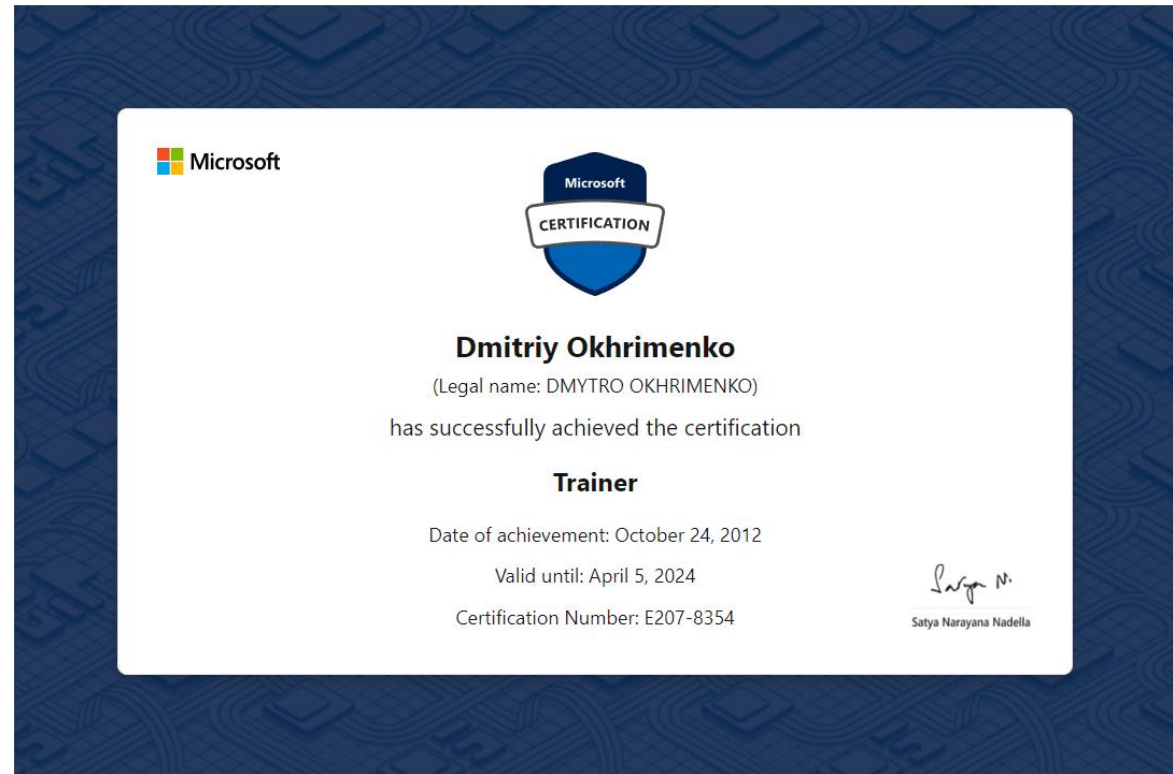 Microsoft
Microsoft
CERTIFICATION
Dmitriy Okhrimenko
(Legal name: DMYTRO OKHRIMENKO)
has successfully achieved the certification
Trainer
Date of achievement: October 24, 2012
Valid until: April 5, 2024
Certification Number: E207-8354
Satya N.
Satya Narayana Nadella